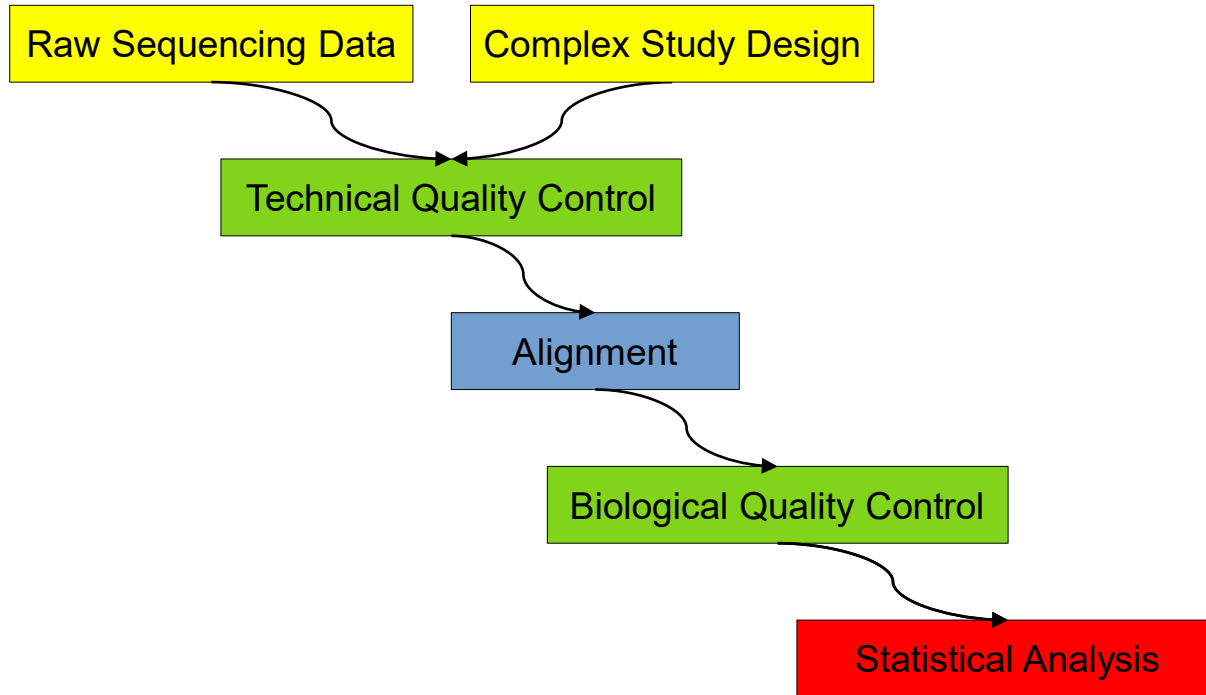 Raw Sequencing Data
Complex Study Design
Technical Quality Control
Alignment
Biological Quality Control
Statistical Analysis